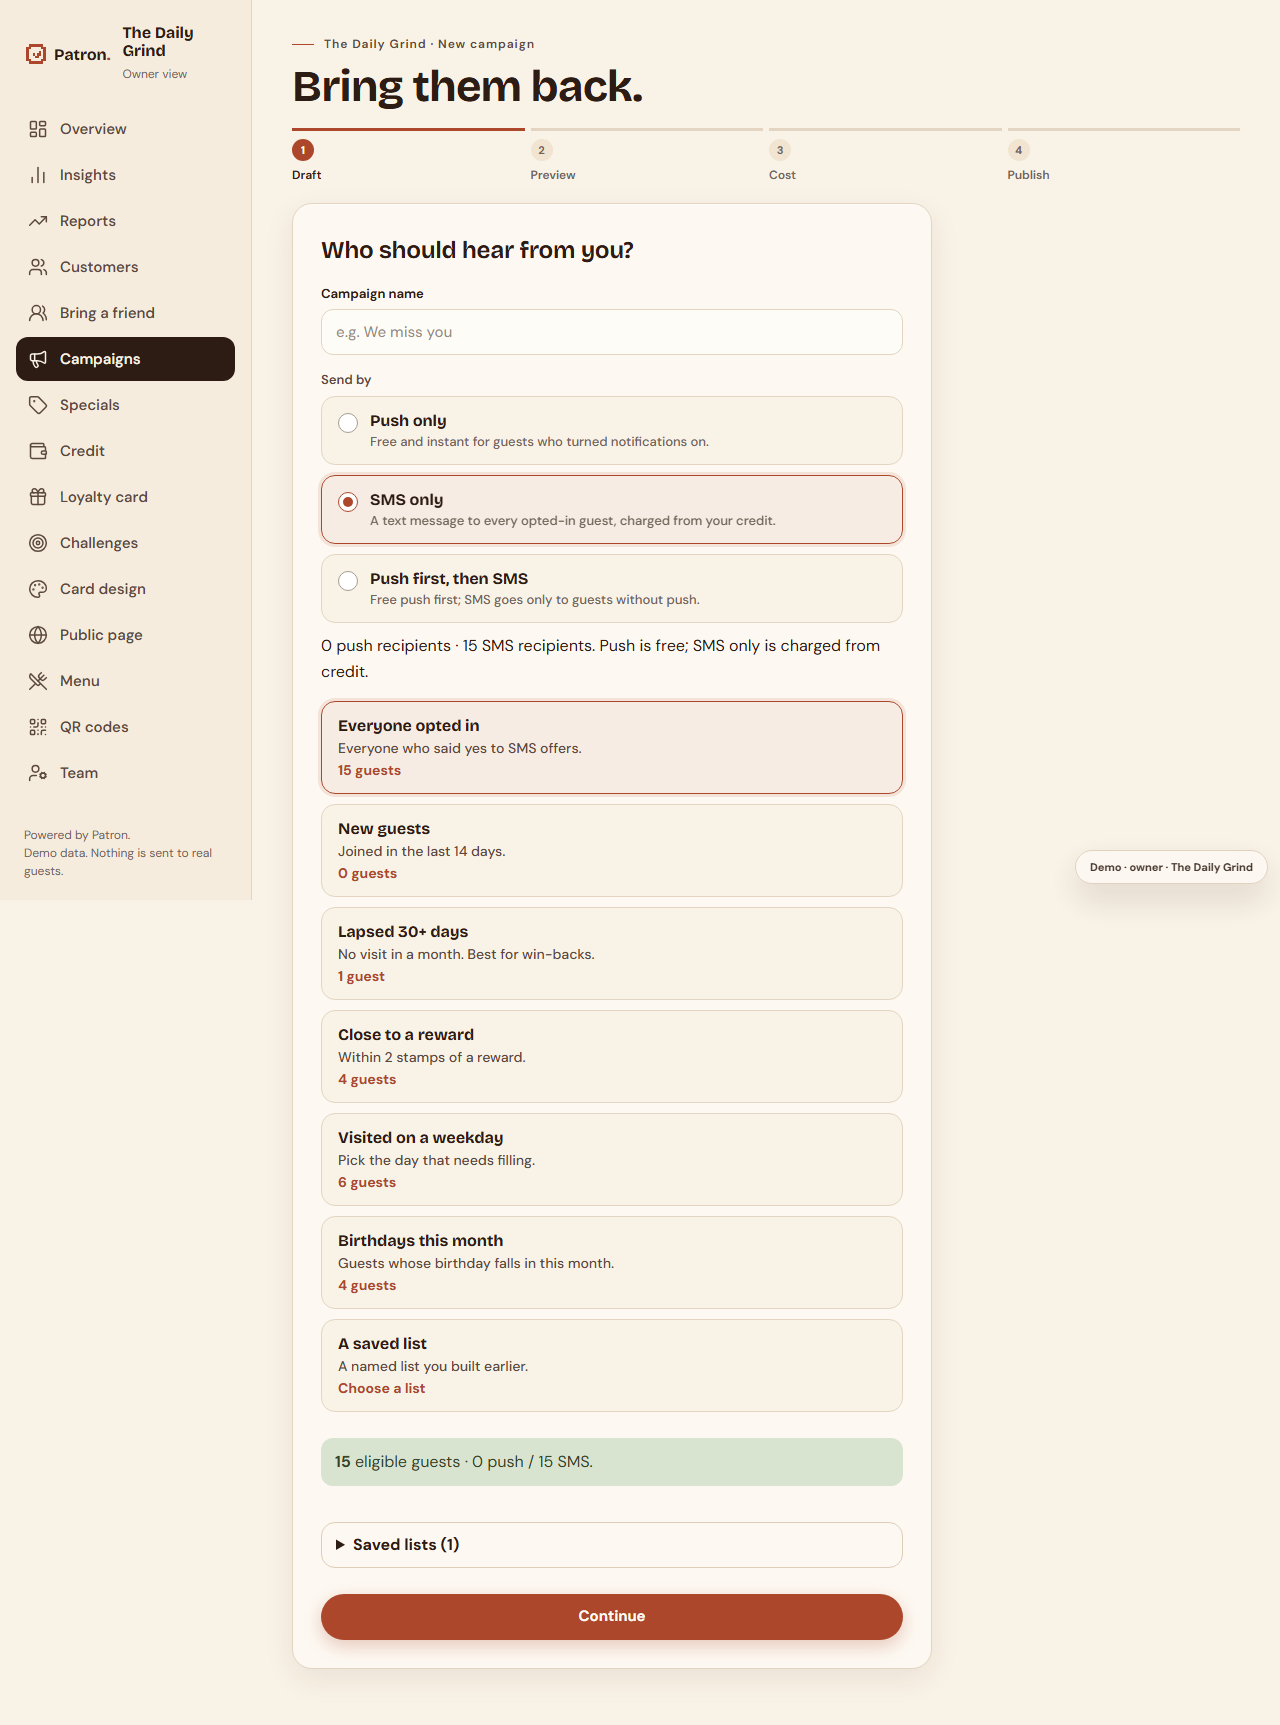 Patron.
The Daily
Grind
Owner view
Overview
Insights
Reports
Customers
Bring a friend
Campaigns
Specials
Credit
Loyalty card
Challenges
Card design
Public page
Menu
QR codes
Team
Powered by Patron.
Demo data. Nothing is sent to real
guests.
The Daily Grind · New campaign
Bring them back.
1
Draft
2
Preview
3
Cost
4
Publish
Who should hear from you?
Campaign name
e.g. We miss you
Send by
Push only
Free and instant for guests who turned notifications on.
SMS only
A text message to every opted-in guest, charged from your credit.
Push first, then SMS
Free push first; SMS goes only to guests without push.
0 push recipients · 15 SMS recipients. Push is free; SMS only is charged from
credit.
Everyone opted in
Everyone who said yes to SMS offers.
15 guests
New guests
Joined in the last 14 days.
0 guests
Lapsed 30+ days
No visit in a month. Best for win-backs.
1 guest
Close to a reward
Within 2 stamps of a reward.
4 guests
Visited on a weekday
Pick the day that needs filling.
6 guests
Birthdays this month
Guests whose birthday falls in this month.
4 guests
A saved list
A named list you built earlier.
Choose a list
15 eligible guests · 0 push / 15 SMS.
Saved lists (1)
Continue
Demo · owner · The Daily Grind